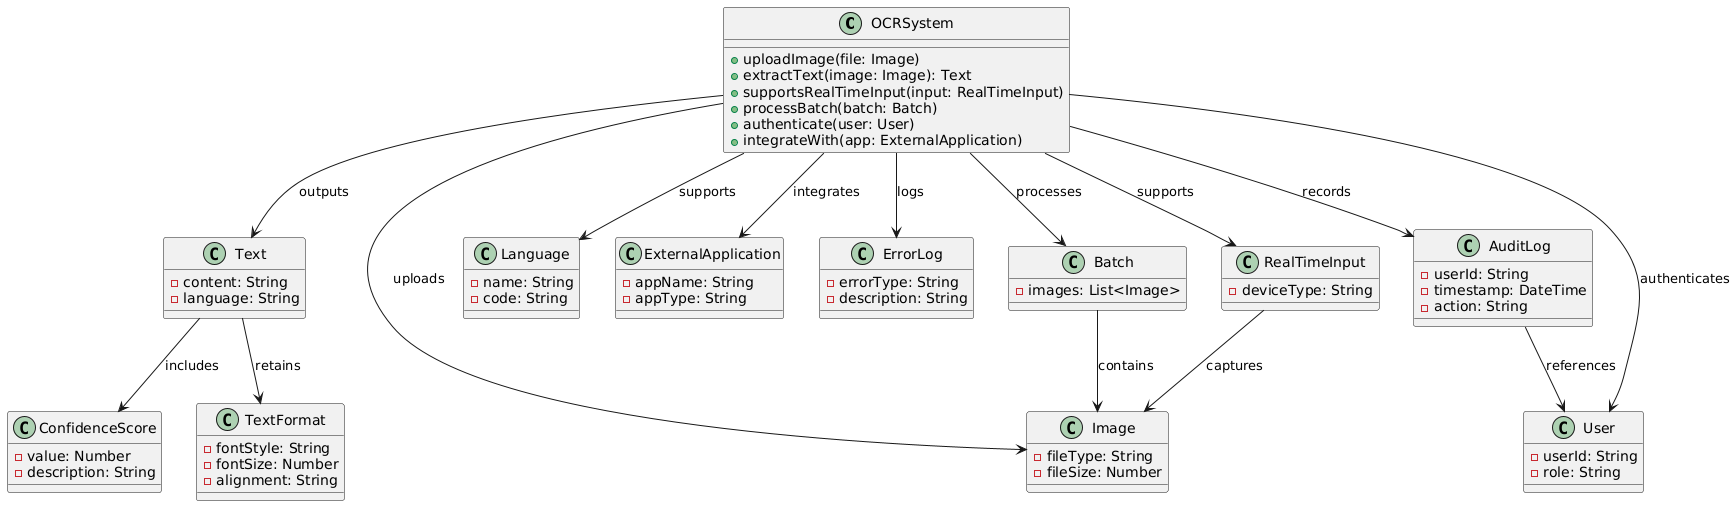 C OCRSystem
uploadImage(file: Image)
extractText(image: Image): Text
supportsRealTimeInput(input: RealTimeInput)
processBatch(batch: Batch)
authenticate(user: User)
integrateWith(app: ExternalApplication)
outputs
uploads
supports
integrates
logs
processes
supports
records
authenticates
C Text
content: String
language: String
C Language
name: String
code: String
C ExternalApplication
appName: String
appType: String
C ErrorLog
errorType: String
description: String
C Batch
images: List<Image>
C RealTimeInput
deviceType: String
C AuditLog
userId: String
timestamp: DateTime
action: String
includes
retains
contains
captures
references
C ConfidenceScore
value: Number
description: String
C TextFormat
fontStyle: String
fontSize: Number
alignment: String
C Image
fileType: String
fileSize: Number
C User
userId: String
role: String